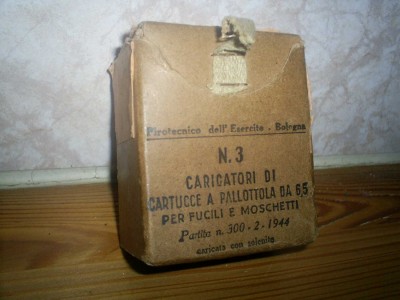 Pirotecnico dell'Esercito - Bologna
N. 3
CARICATORI DI
CARTUCCE A PALLOTTOLA DA 6,5
PER FUCILI E MOSCHETTI
Partita n. 300 - 2 - 1944
caricata con solenite